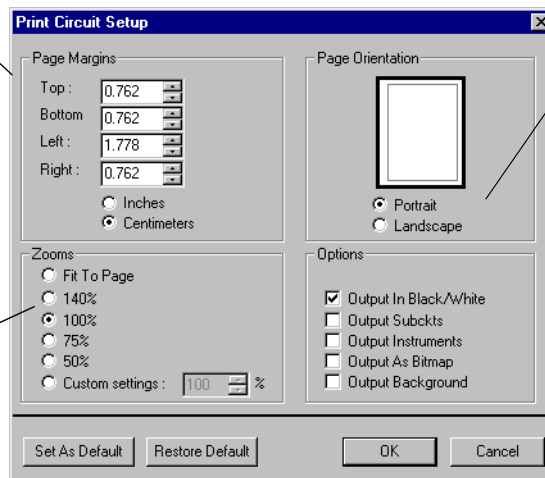 Print Circuit Setup
Page Margins
Top :
0.762
Bottom
0.762
Left :
1.778
Right :
0.762
Inches
Centimeters
Page Orientation
Portrait
Landscape
Zooms
Fit To Page
140%
100%
75%
50%
Custom settings :
100
%
Options
Output In Black/White
Output Subckts
Output Instruments
Output As Bitmap
Output Background
Set As Default
Restore Default
OK
Cancel